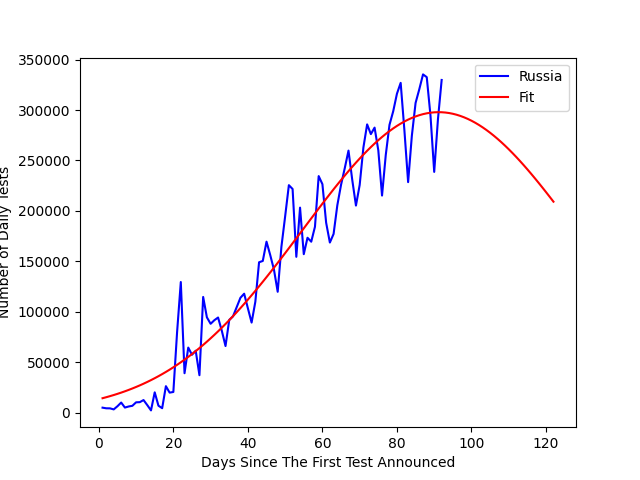 350000
300000
250000
200000
150000
100000
50000
0
Number of Daily Tests
0 20 40 60 80 100 120
Days Since The First Test Announced
Russia
Fit